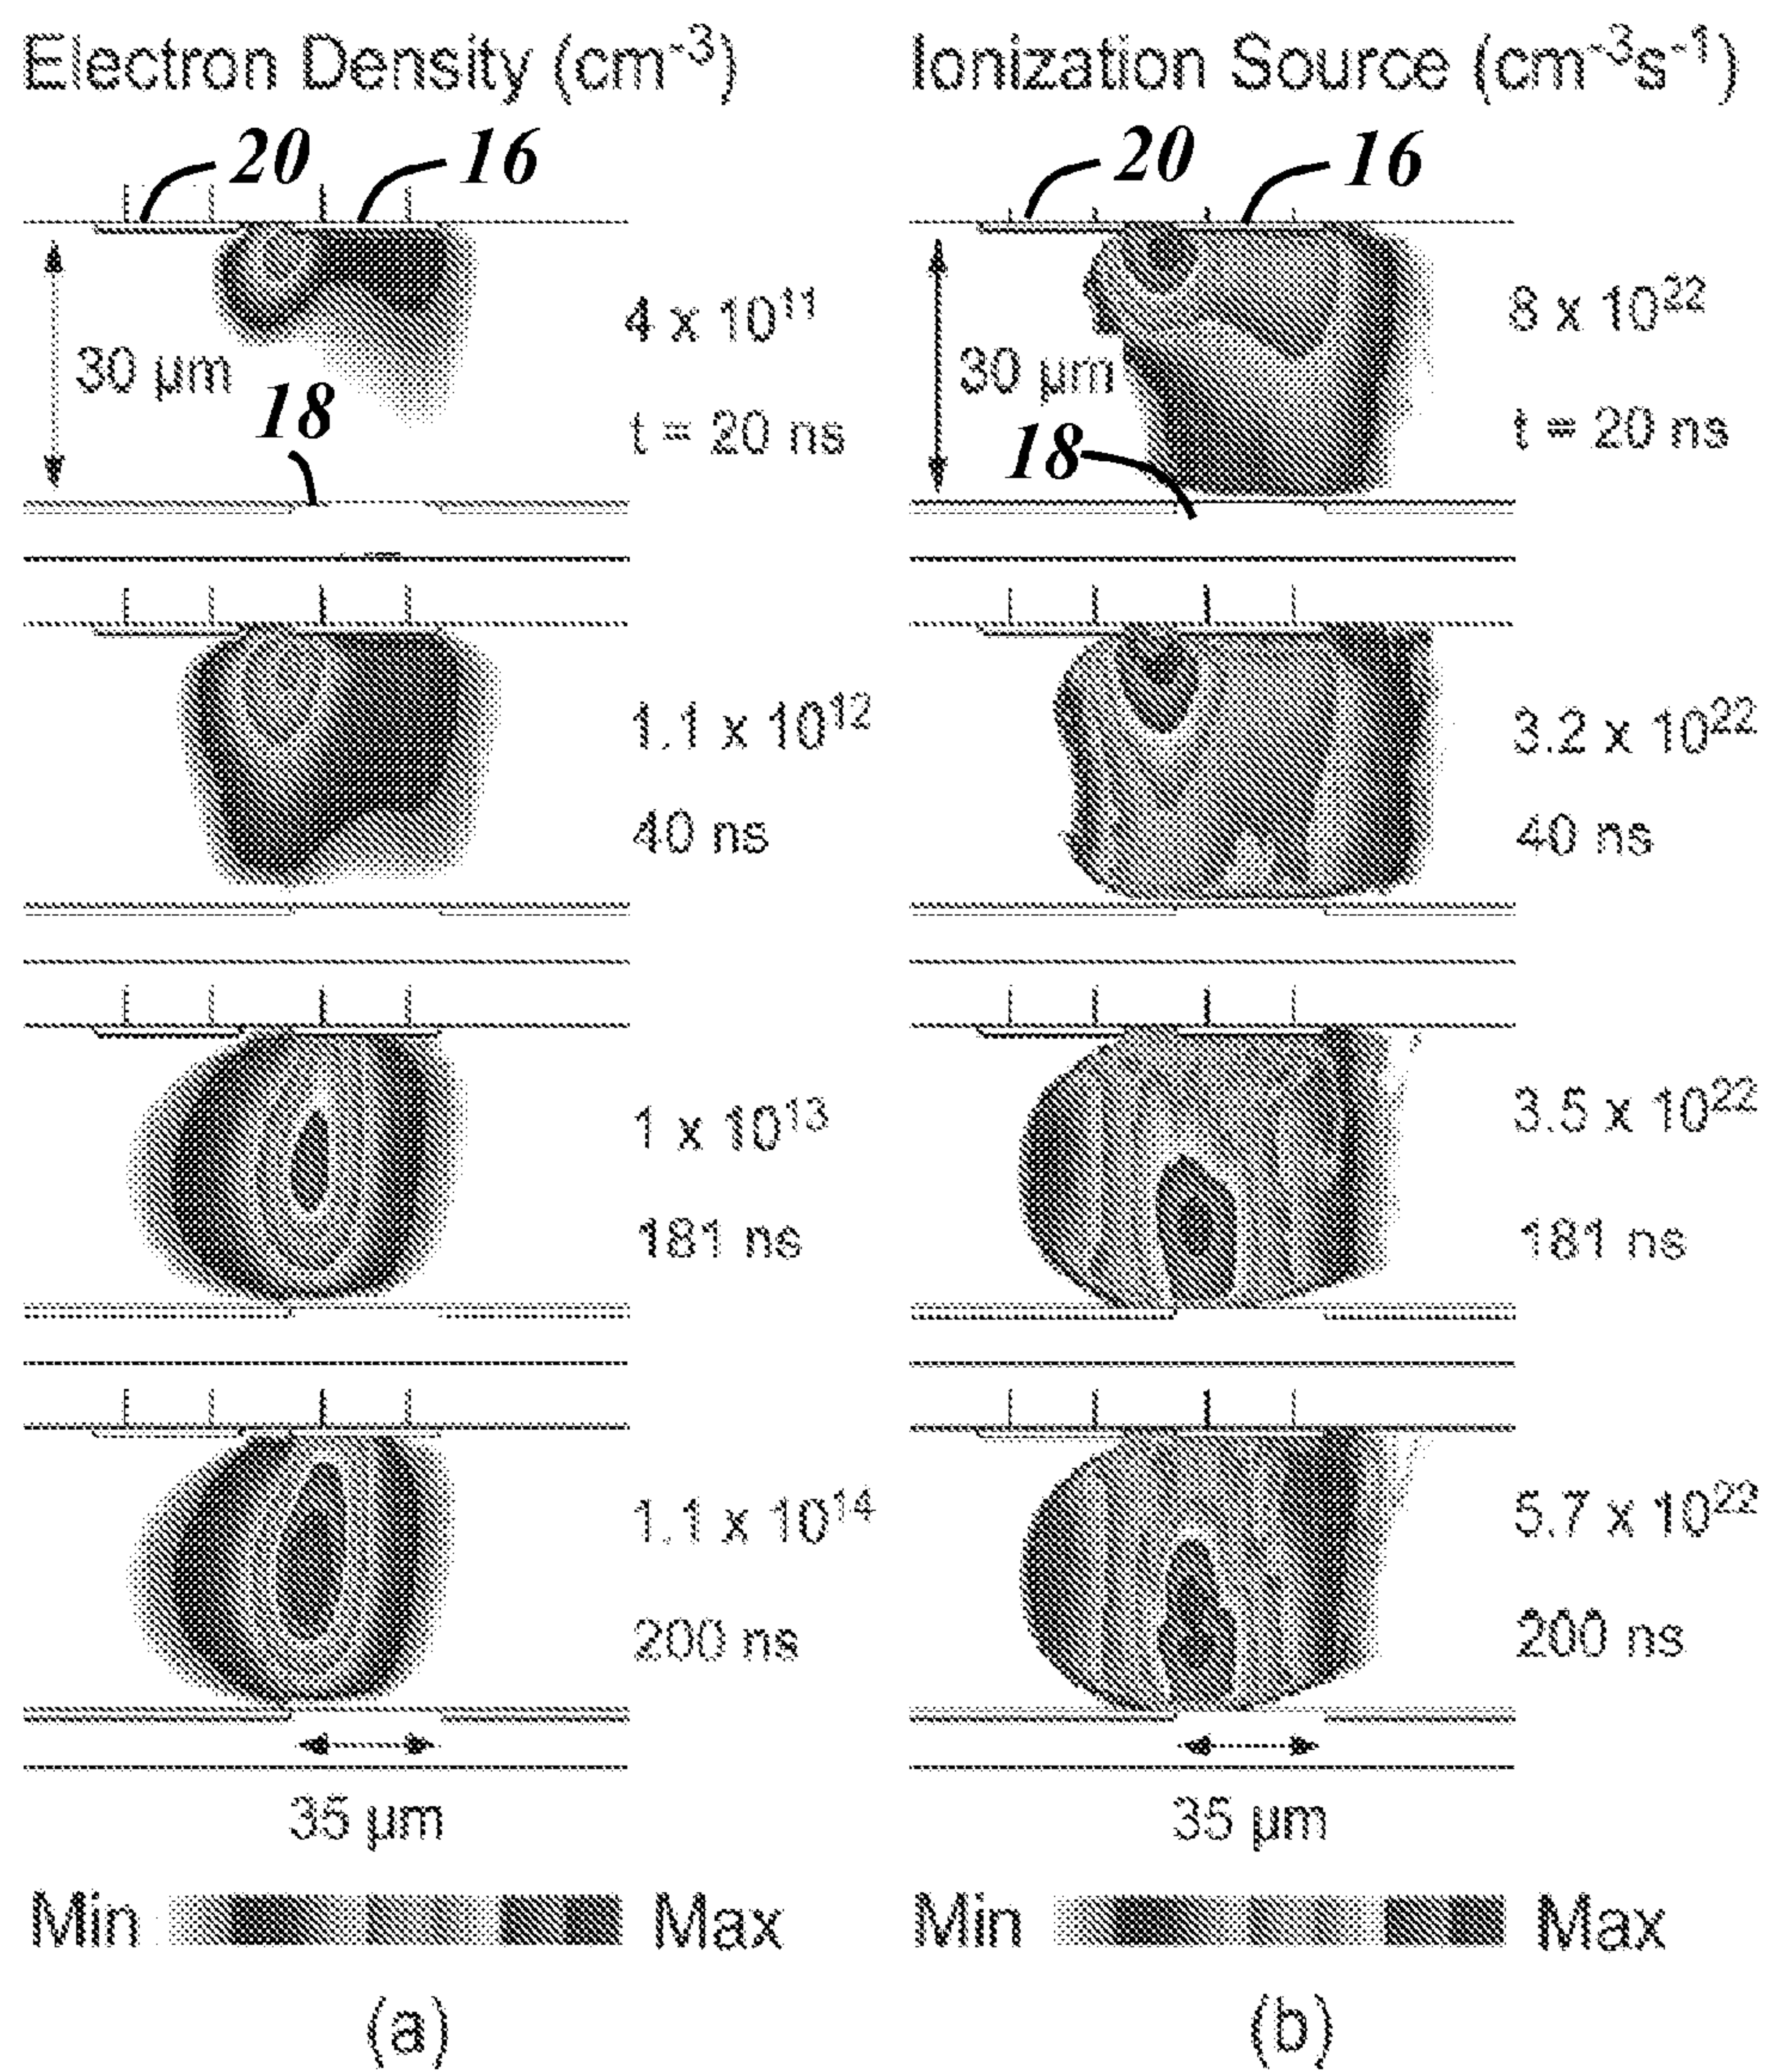 Electron Density (cm⁻³)
20
16
30 µm
18
4 x 10¹¹
t = 20 ns
1.1 x 10¹²
40 ns
1 x 10¹³
181 ns
1.1 x 10¹⁴
200 ns
35 µm
Min
Max
(a)
Ionization Source (cm⁻³s⁻¹)
20
16
30 µm
18
8 x 10²²
t = 20 ns
3.2 x 10²²
40 ns
3.5 x 10²²
181 ns
5.7 x 10²²
200 ns
35 µm
Min
Max
(b)